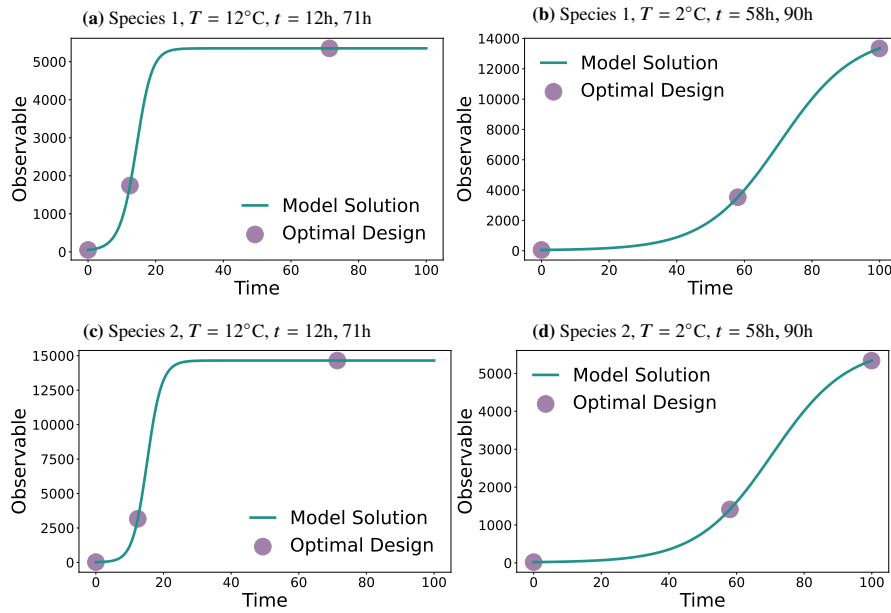 (a) Species 1, T = 12°C, t = 12h, 71h
Observable
5000
4000
3000
2000
1000
0
Model Solution
Optimal Design
0 20 40 60 80 100
Time
(b) Species 1, T = 2°C, t = 58h, 90h
Observable
14000
12000
10000
8000
6000
4000
2000
0
Model Solution
Optimal Design
0 20 40 60 80 100
Time
(c) Species 2, T = 12°C, t = 12h, 71h
Observable
15000
12500
10000
7500
5000
2500
0
Model Solution
Optimal Design
0 20 40 60 80 100
Time
(d) Species 2, T = 2°C, t = 58h, 90h
Observable
5000
4000
3000
2000
1000
0
Model Solution
Optimal Design
0 20 40 60 80 100
Time